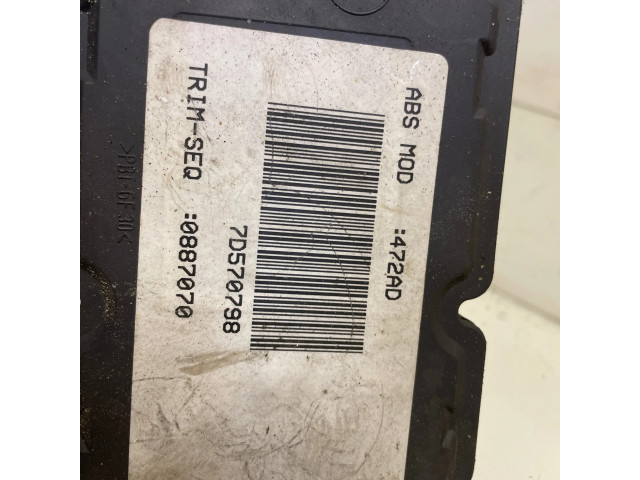 ABS MOD :472AD
7D570798
TRIM-SEQ :0887070
>PBT-GF30<